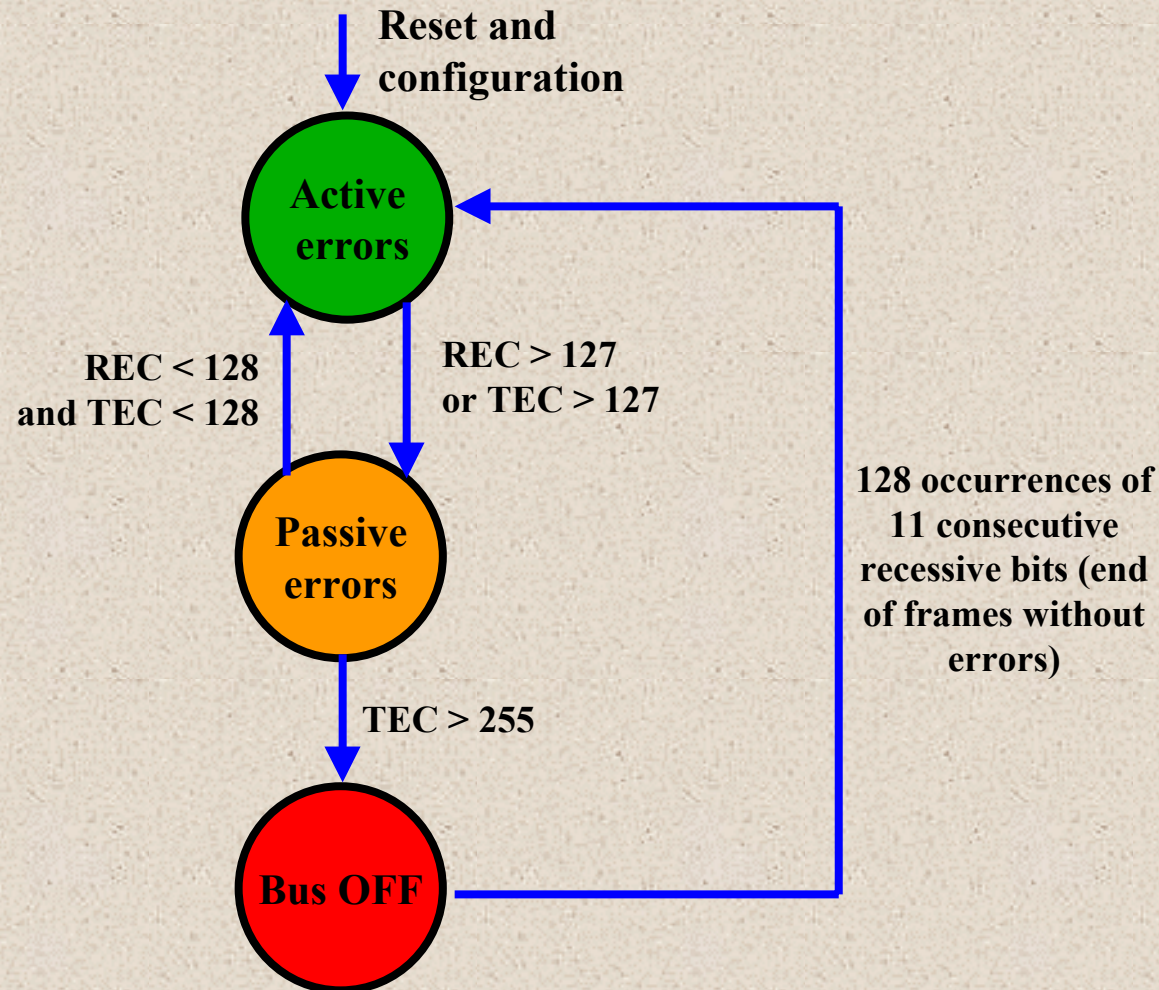 Reset and
configuration
Active
errors
REC < 128
and TEC < 128
REC > 127
or TEC > 127
128 occurrences of
11 consecutive
recessive bits (end
of frames without
errors)
Passive
errors
TEC > 255
Bus OFF